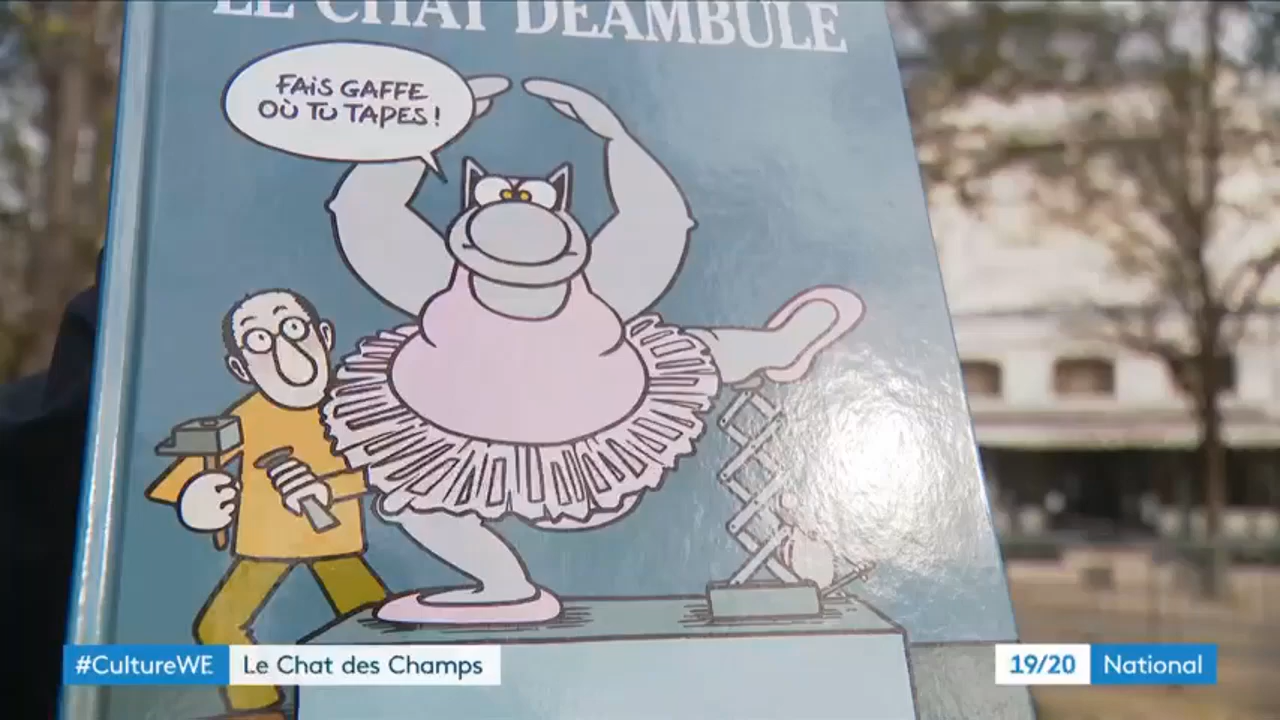 LE CHAT DÉAMBULE
FAIS GAFFE
OÙ TU TAPES !
#CultureWE Le Chat des Champs
19/20 National